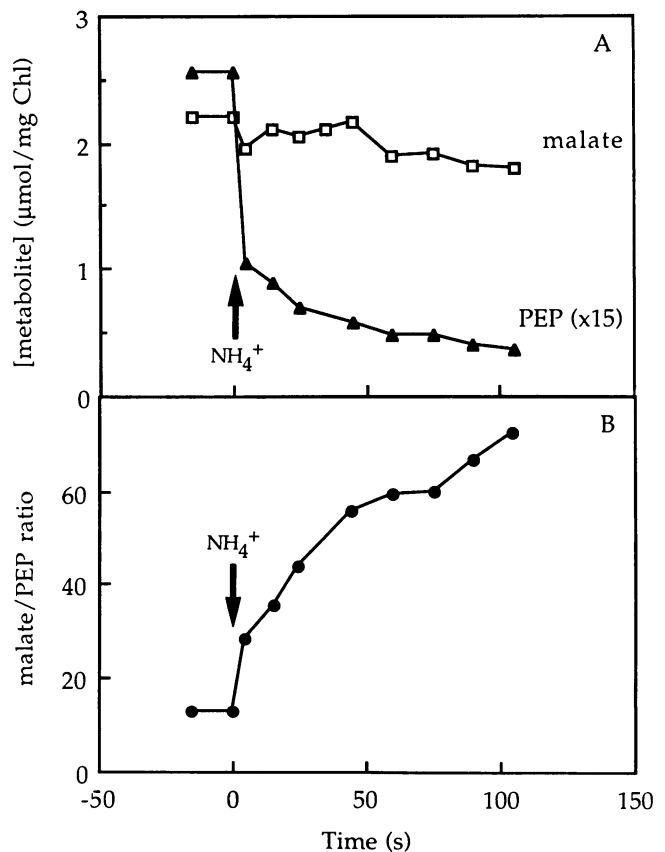 3
A
2
malate
1
PEP (x15)
NH₄⁺
0
[metabolite] (μmol/mg Chl)
B
60
NH₄⁺
40
20
0
malate/PEP ratio
-50 0 50 100 150
Time (s)